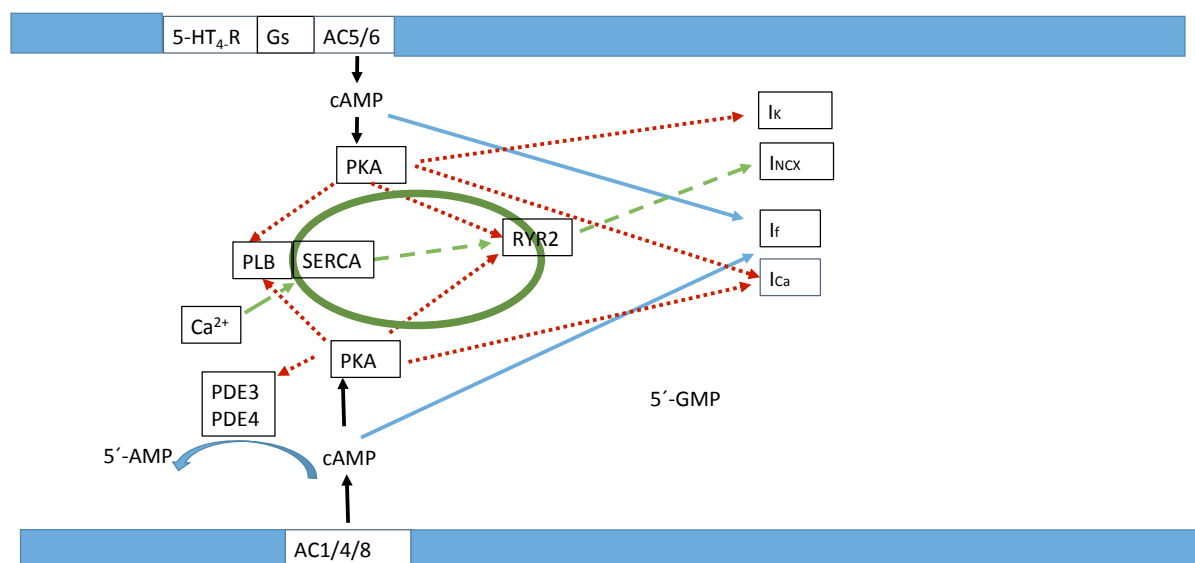 5-HT4-R Gs AC5/6
cAMP
IK
PKA
INCX
If
RYR2
PLB SERCA
ICa
Ca2+
PKA
PDE3
PDE4
5´-GMP
5´-AMP
cAMP
AC1/4/8